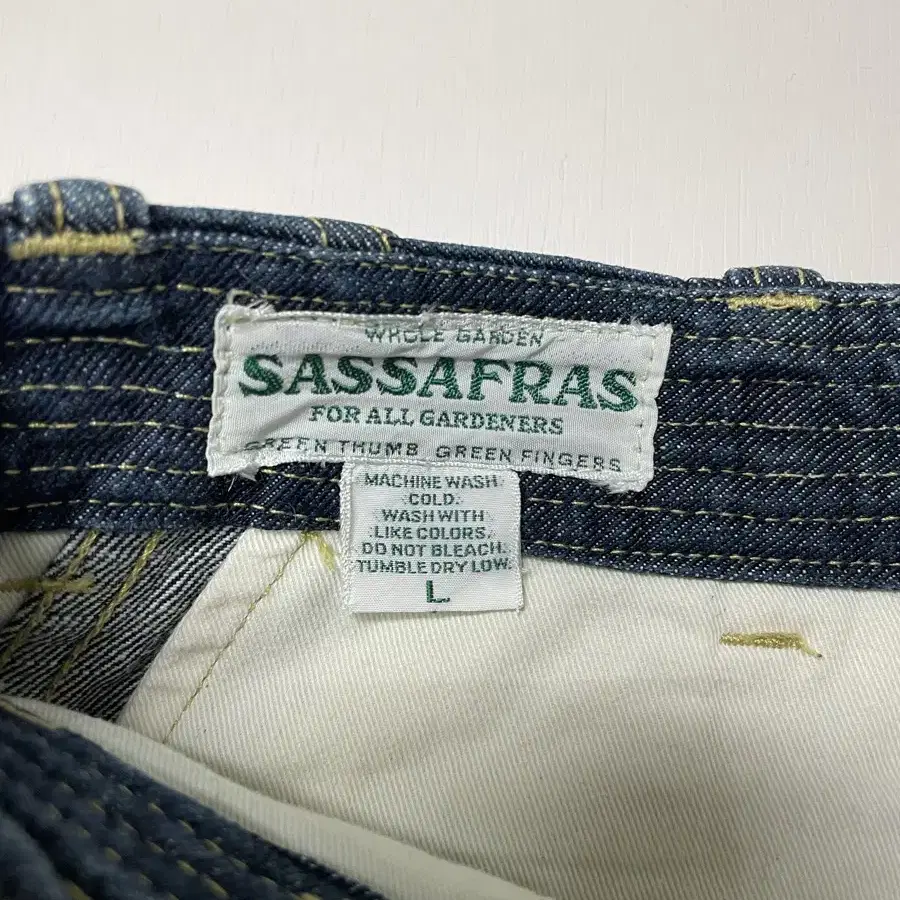 WHOLE GARDEN
SASSAFRAS
FOR ALL GARDENERS
GREEN THUMB GREEN FINGERS
MACHINE WASH
COLD.
WASH WITH
LIKE COLORS.
DO NOT BLEACH.
TUMBLE DRY LOW.
L